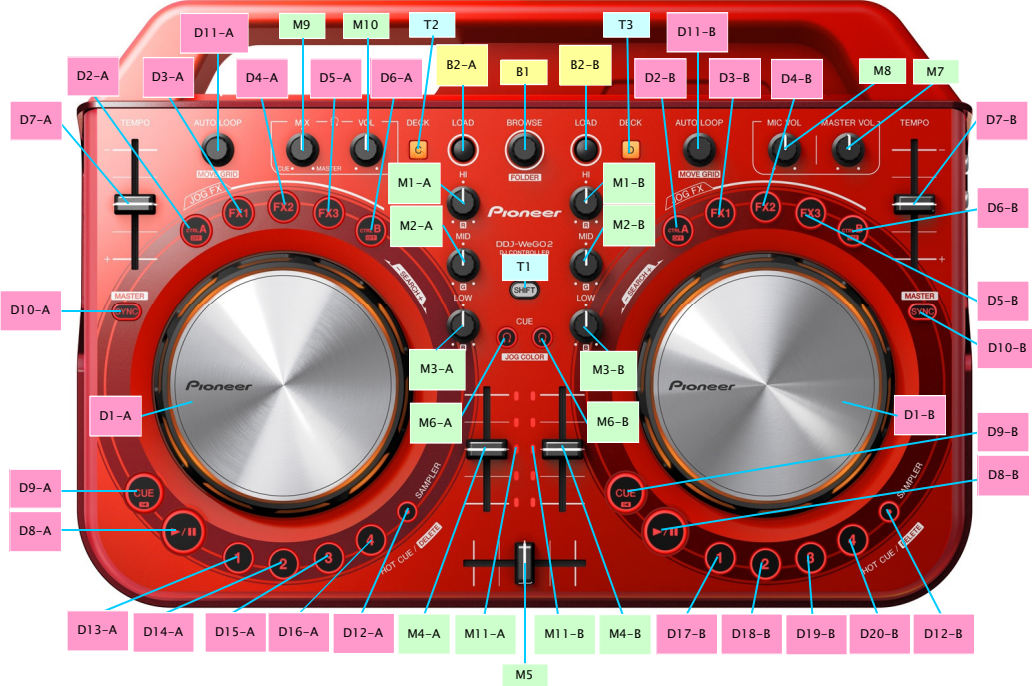 D11-A
M9
M10
T2
B2-A
B1
B2-B
T3
D11-B
D2-A
D3-A
D4-A
D5-A
D6-A
D2-B
D3-B
D4-B
M8
M7
D7-A
D7-B
TEMPO
AUTO LOOP
MIX
VOL
DECK
LOAD
BROWSE
LOAD
DECK
AUTO LOOP
MIC VOL
MASTER VOL
TEMPO
C
D
CUE
MASTER
MOVE GRID
FOLDER
MOVE GRID
HI
HI
M1-A
M1-B
JOG FX
FX1
FX2
FX3
CTRL A
CTRL B
JOG FX
FX1
FX2
FX3
CTRL A
CTRL B
Pioneer
D6-B
M2-A
M2-B
MID
MID
DDJ-WeGO2
DJ CONTROLLER
T1
SHIFT
- SEARCH +
- SEARCH +
LOW
LOW
MASTER
SYNC
MASTER
SYNC
D10-A
D5-B
D10-B
CUE
JOG COLOR
M3-A
M3-B
Pioneer
Pioneer
D1-A
D1-B
M6-A
M6-B
D9-B
D8-B
D9-A
D8-A
CUE
CUE
SAMPLER
SAMPLER
1
2
3
4
1
2
3
4
HOT CUE / DELETE
HOT CUE / DELETE
D13-A
D14-A
D15-A
D16-A
D12-A
M4-A
M11-A
M11-B
M4-B
D17-B
D18-B
D19-B
D20-B
D12-B
M5